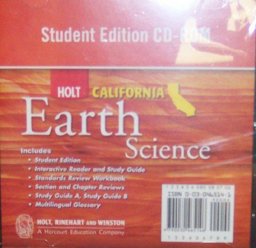 Student Edition CD-ROM
HOLT CALIFORNIA
Earth
Science
Includes
• Student Edition
• Interactive Reader and Study Guide
• Standards Review Workbook
• Section and Chapter Reviews
• Study Guide A, Study Guide B
• Multilingual Glossary
HOLT, RINEHART AND WINSTON
A Harcourt Education Company